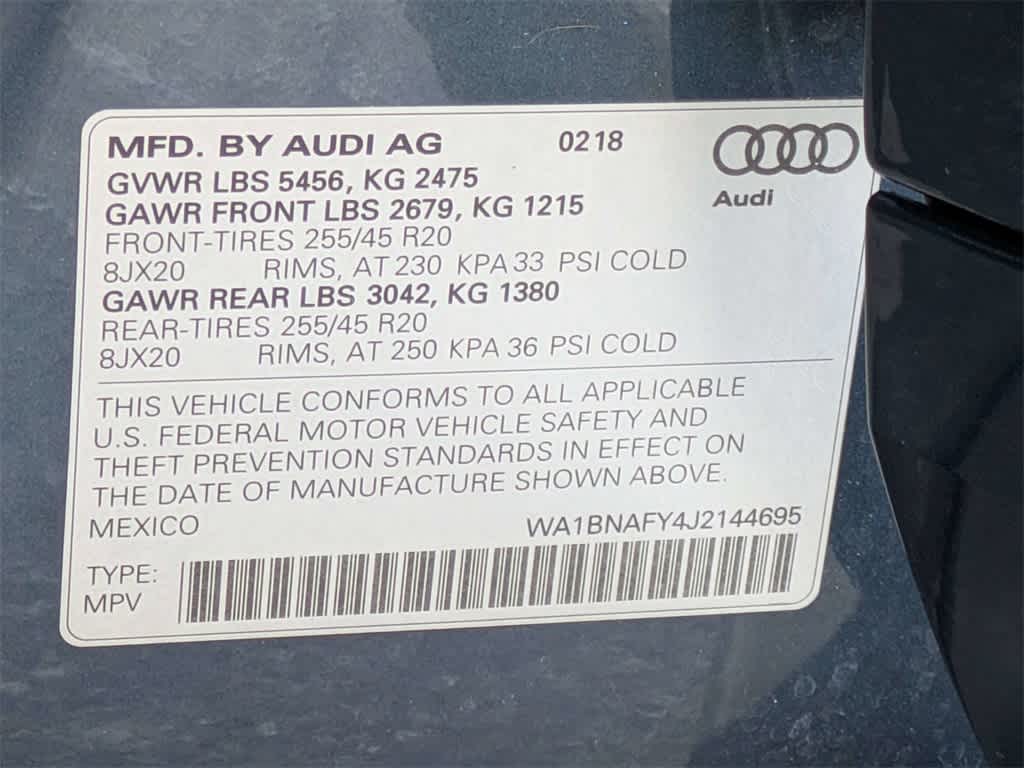 MFD. BY AUDI AG 0218
Audi
GVWR LBS 5456, KG 2475
GAWR FRONT LBS 2679, KG 1215
FRONT-TIRES 255/45 R20
8JX20 RIMS, AT 230 KPA 33 PSI COLD
GAWR REAR LBS 3042, KG 1380
REAR-TIRES 255/45 R20
8JX20 RIMS, AT 250 KPA 36 PSI COLD
THIS VEHICLE CONFORMS TO ALL APPLICABLE
U.S. FEDERAL MOTOR VEHICLE SAFETY AND
THEFT PREVENTION STANDARDS IN EFFECT ON
THE DATE OF MANUFACTURE SHOWN ABOVE.
MEXICO WA1BNAFY4J2144695
TYPE:
MPV